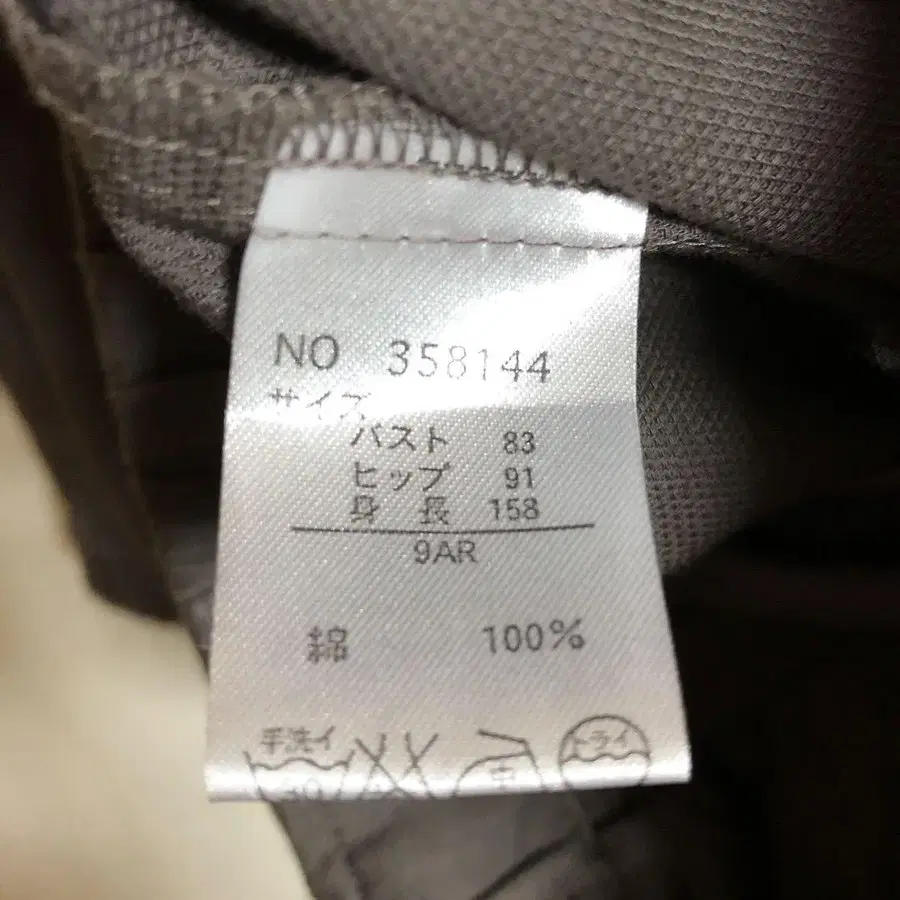 NO 358144
サイズ
バスト 83
ヒップ 91
身 長 158
9AR
綿 100%
手洗イ 中 ドライ